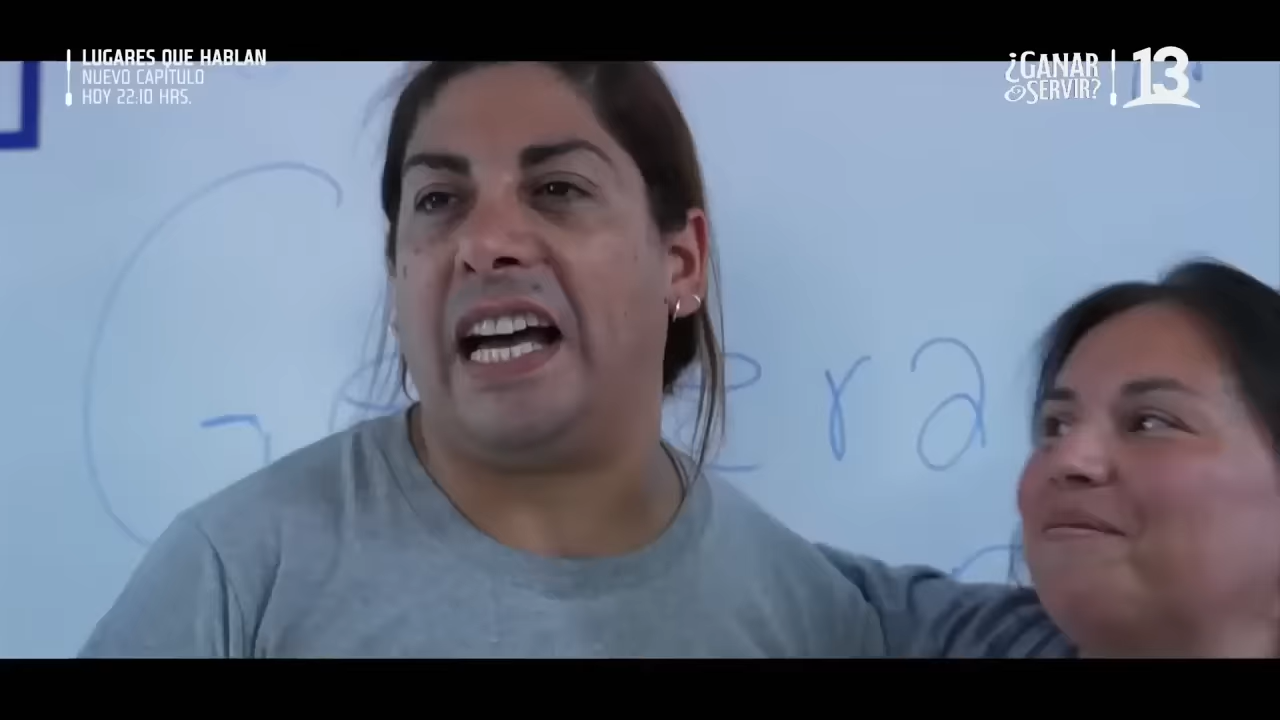 LUGARES QUE HABLAN
NUEVO CAPÍTULO
HOY 22:10 HRS.
¿GANAR
O SERVIR?
13